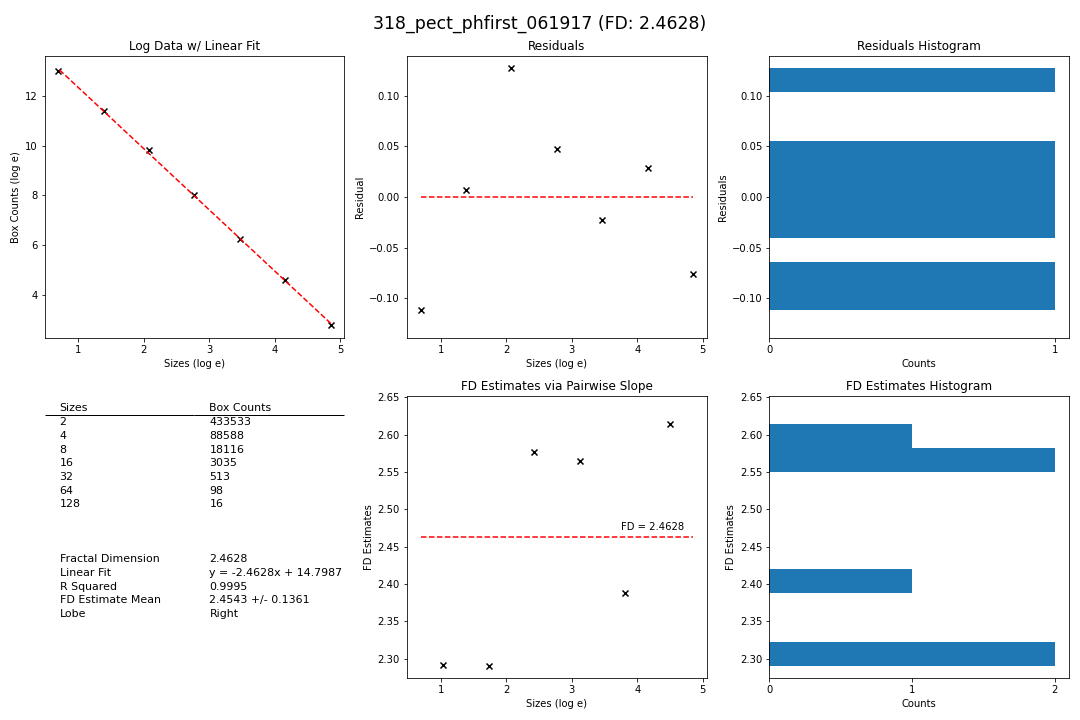 318_pect_phfirst_061917 (FD: 2.4628)
Log Data w/ Linear Fit
Box Counts (log e)
12
10
8
6
4
1 2 3 4 5
Sizes (log e)
Residuals
Residual
0.10
0.05
0.00
−0.05
−0.10
1 2 3 4 5
Sizes (log e)
Residuals Histogram
Residuals
0.10
0.05
0.00
−0.05
−0.10
0 1
Counts
Sizes Box Counts
2 433533
4 88588
8 18116
16 3035
32 513
64 98
128 16
Fractal Dimension 2.4628
Linear Fit y = -2.4628x + 14.7987
R Squared 0.9995
FD Estimate Mean 2.4543 +/- 0.1361
Lobe Right
FD Estimates via Pairwise Slope
FD Estimates
2.65
2.60
2.55
2.50
2.45
2.40
2.35
2.30
FD = 2.4628
1 2 3 4 5
Sizes (log e)
FD Estimates Histogram
FD Estimates
2.65
2.60
2.55
2.50
2.45
2.40
2.35
2.30
0 1 2
Counts